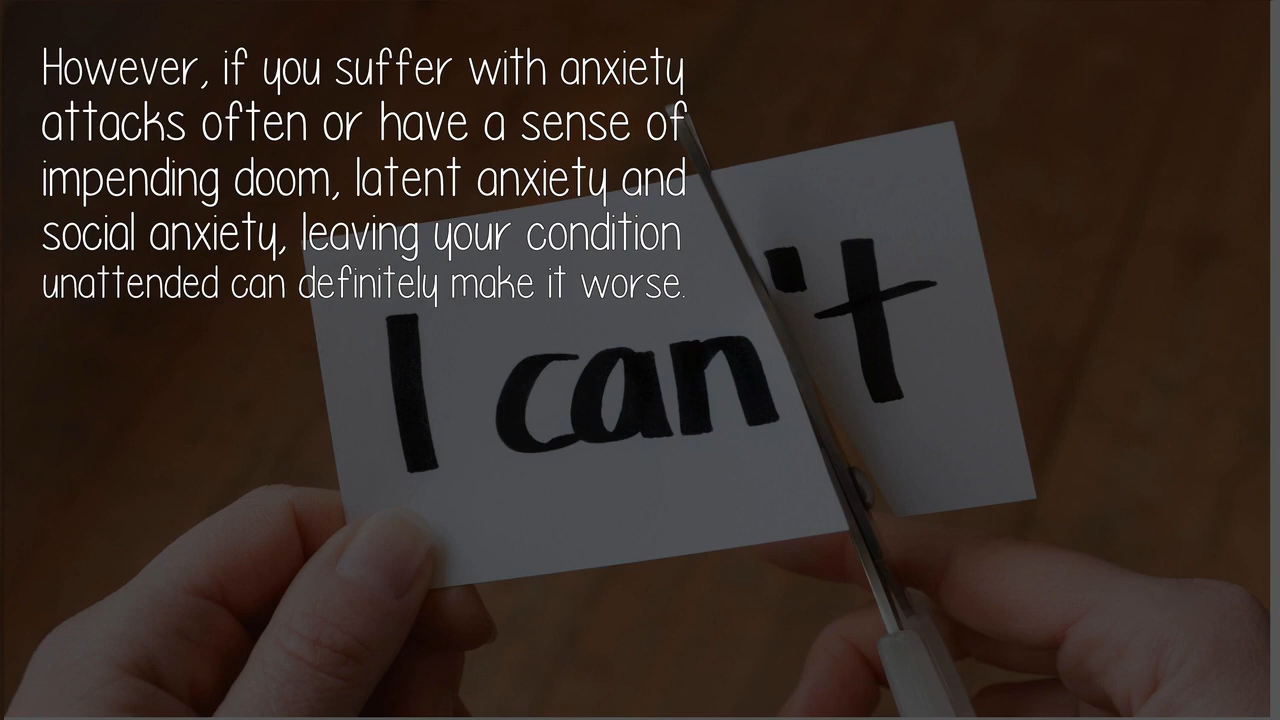 However, if you suffer with anxiety
attacks often or have a sense of
impending doom, latent anxiety and
social anxiety, leaving your condition
unattended can definitely make it worse.
I can't